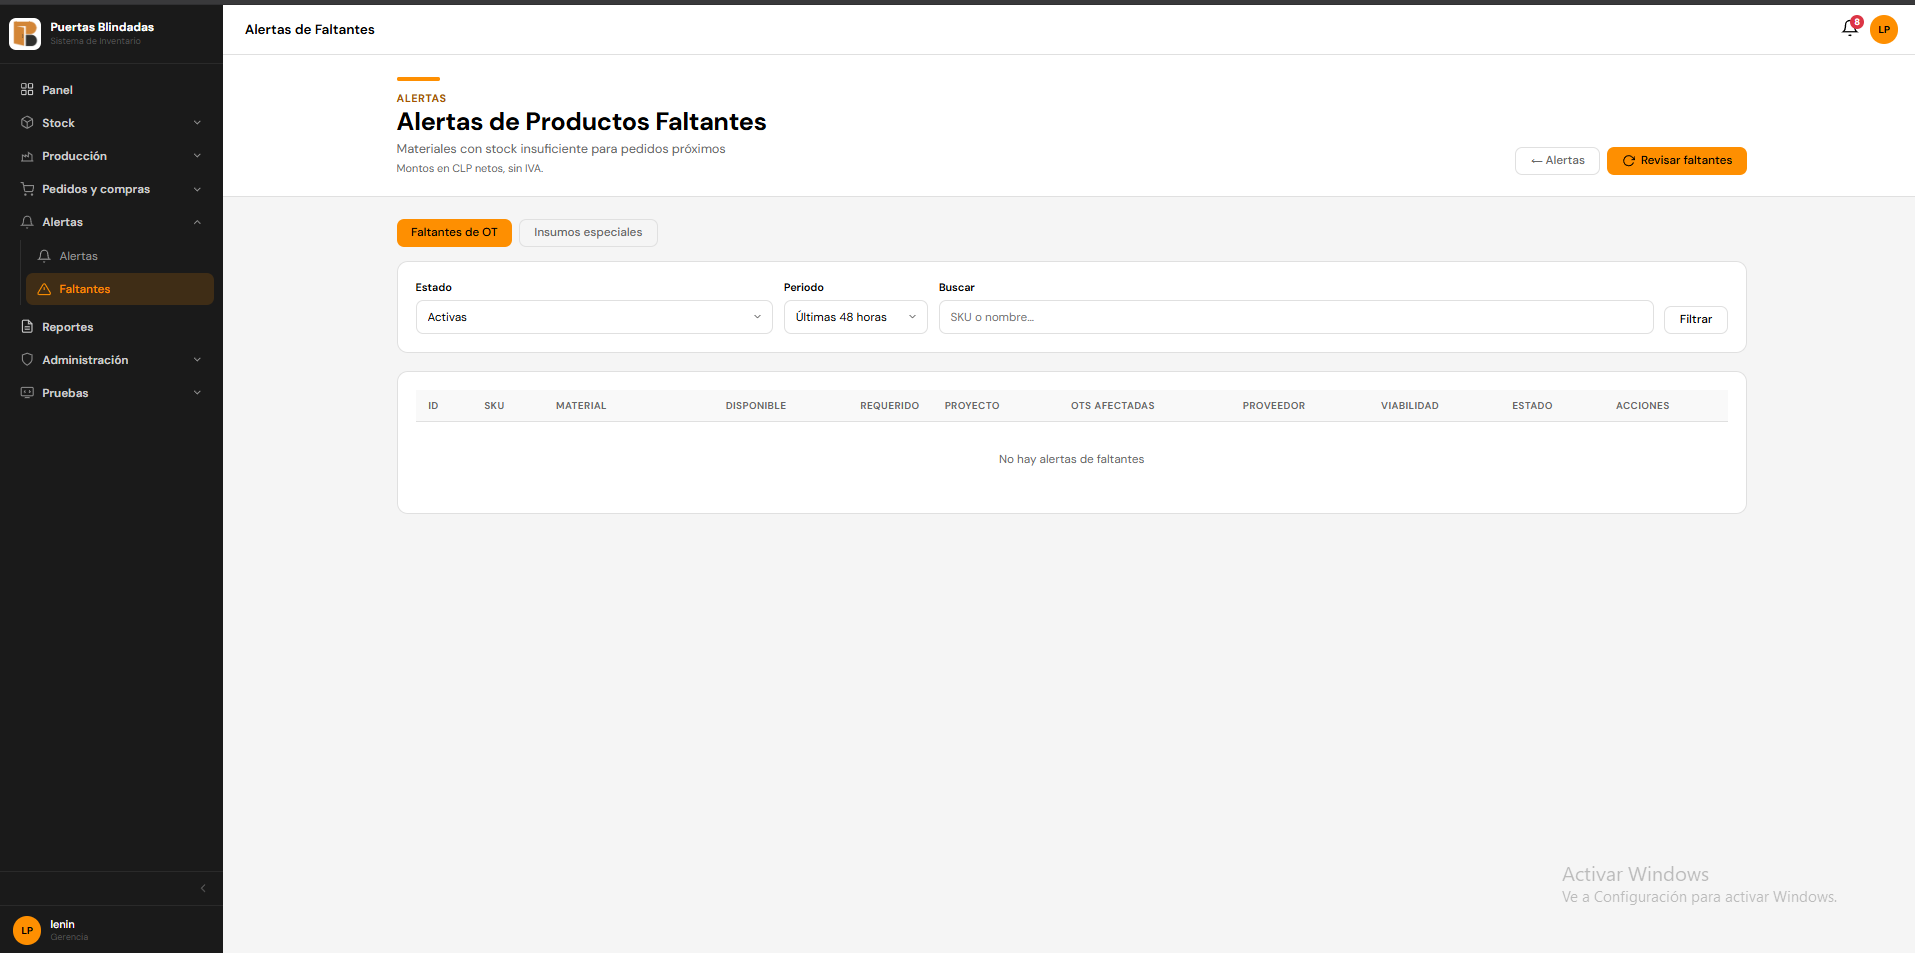 Puertas Blindadas
Sistema de Inventario
Alertas de Faltantes
8
LP
Panel
Stock
Producción
Pedidos y compras
Alertas
Alertas
Faltantes
Reportes
Administración
Pruebas
ALERTAS
Alertas de Productos Faltantes
Materiales con stock insuficiente para pedidos próximos
Montos en CLP netos, sin IVA.
← Alertas
Revisar faltantes
Faltantes de OT
Insumos especiales
Estado
Periodo
Buscar
Activas
Últimas 48 horas
SKU o nombre...
Filtrar
ID SKU MATERIAL DISPONIBLE REQUERIDO PROYECTO OTS AFECTADAS PROVEEDOR VIABILIDAD ESTADO ACCIONES
No hay alertas de faltantes
Activar Windows
Ve a Configuración para activar Windows.
LP
lenin
Gerencia